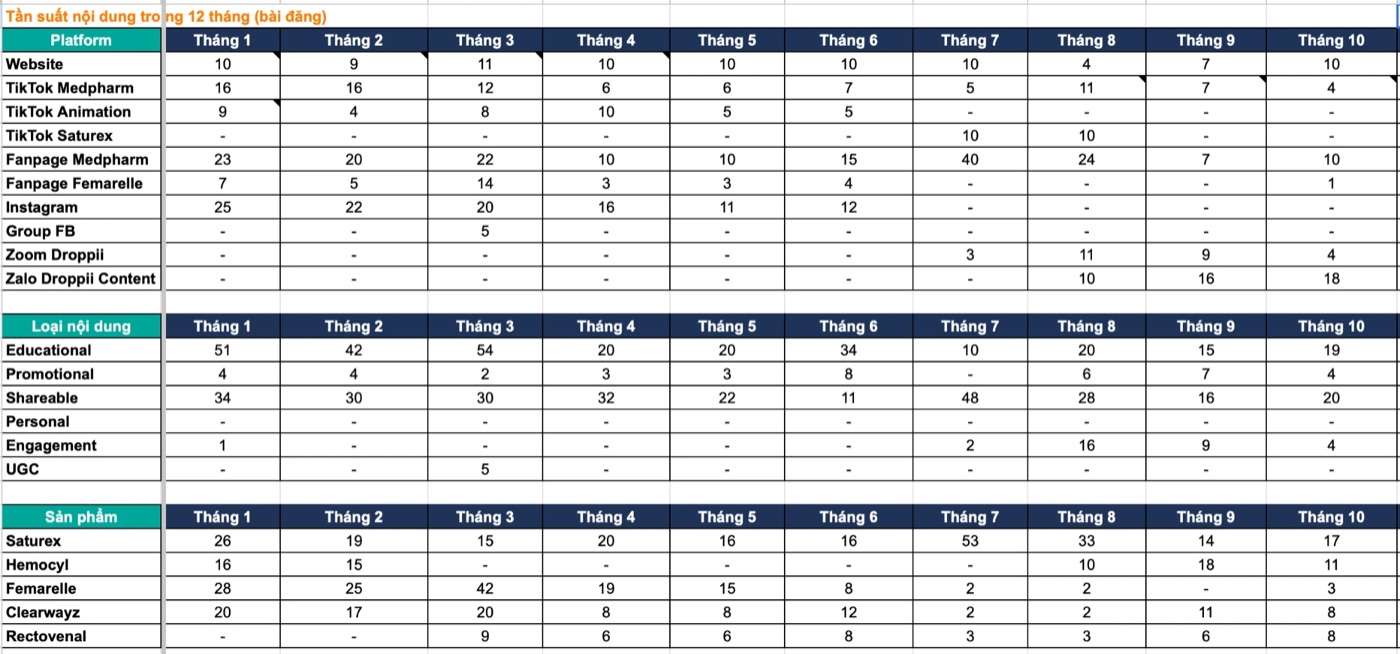 Tần suất nội dung trong 12 tháng (bài đăng)
Platform Tháng 1 Tháng 2 Tháng 3 Tháng 4 Tháng 5 Tháng 6 Tháng 7 Tháng 8 Tháng 9 Tháng 10
Website 10 9 11 10 10 10 10 4 7 10
TikTok Medpharm 16 16 12 6 6 7 5 11 7 4
TikTok Animation 9 4 8 10 5 5 - - - -
TikTok Saturex - - - - - - 10 10 - -
Fanpage Medpharm 23 20 22 10 10 15 40 24 7 10
Fanpage Femarelle 7 5 14 3 3 4 - - - 1
Instagram 25 22 20 16 11 12 - - - -
Group FB - - 5 - - - - - - -
Zoom Droppii - - - - - - 3 11 9 4
Zalo Droppii Content - - - - - - - 10 16 18
Loại nội dung Tháng 1 Tháng 2 Tháng 3 Tháng 4 Tháng 5 Tháng 6 Tháng 7 Tháng 8 Tháng 9 Tháng 10
Educational 51 42 54 20 20 34 10 20 15 19
Promotional 4 4 2 3 3 8 - 6 7 4
Shareable 34 30 30 32 22 11 48 28 16 20
Personal - - - - - - - - - -
Engagement 1 - - - - - 2 16 9 4
UGC - - 5 - - - - - - -
Sản phẩm Tháng 1 Tháng 2 Tháng 3 Tháng 4 Tháng 5 Tháng 6 Tháng 7 Tháng 8 Tháng 9 Tháng 10
Saturex 26 19 15 20 16 16 53 33 14 17
Hemocyl 16 15 - - - - - 10 18 11
Femarelle 28 25 42 19 15 8 2 2 - 3
Clearwayz 20 17 20 8 8 12 2 2 11 8
Rectovenal - - 9 6 6 8 3 3 6 8